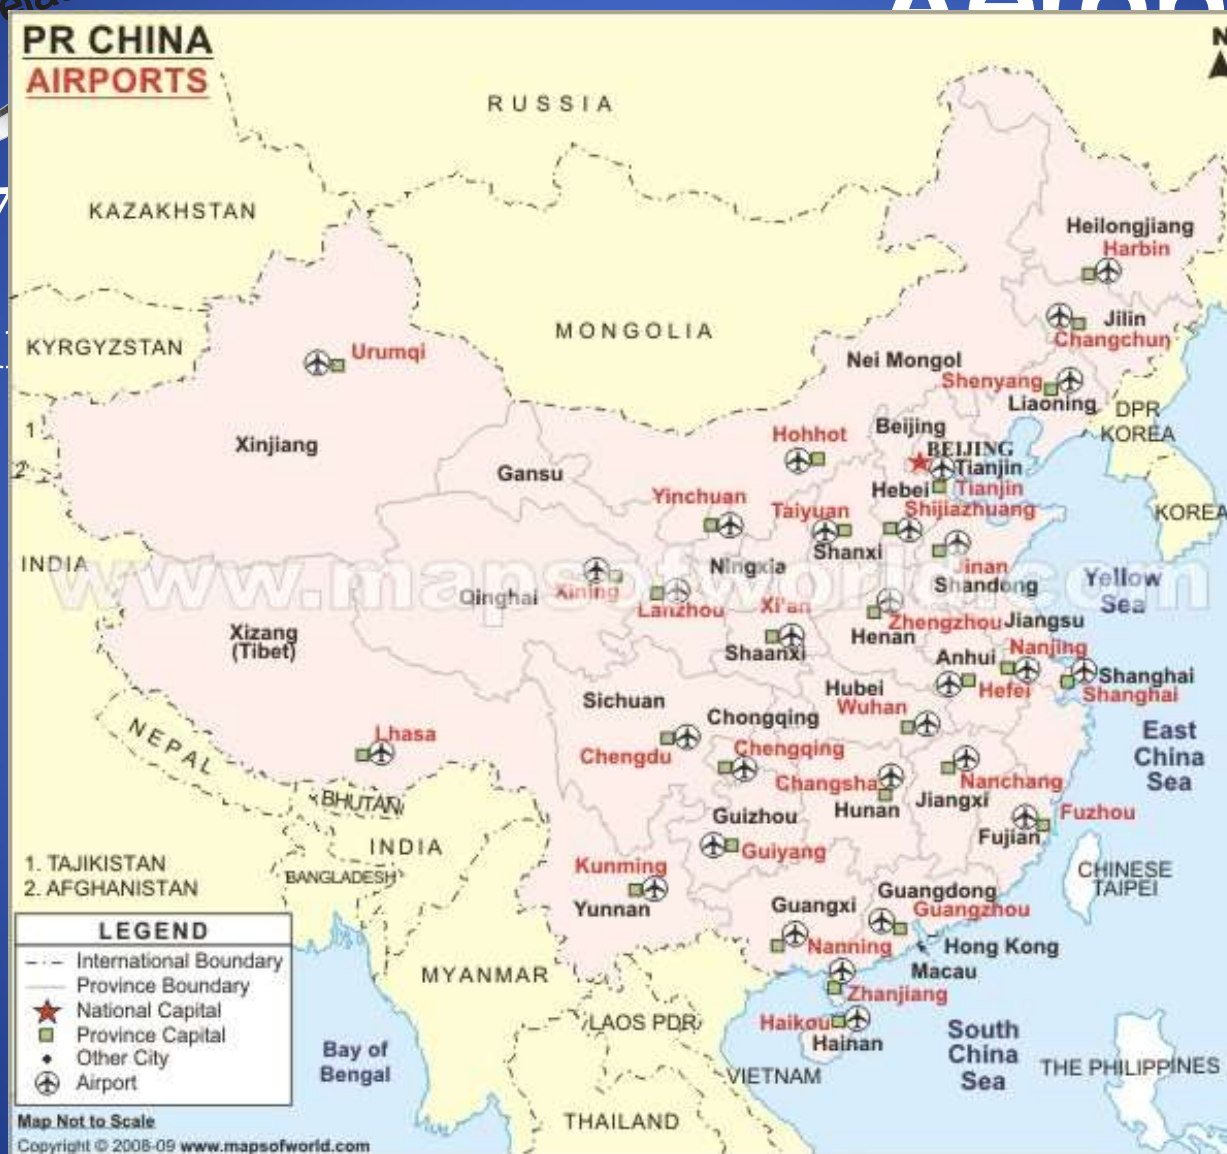 PR CHINA
AIRPORTS
N
RUSSIA
KAZAKHSTAN
Heilongjiang
Harbin
MONGOLIA
Jilin
Changchun
KYRGYZSTAN
Urumqi
Nei Mongol
Shenyang
Liaoning
DPR
KOREA
1
2
Xinjiang
Gansu
Hohhot
Beijing
BEIJING
Tianjin
Hebei
Tianjin
Yinchuan
Taiyuan
Shijiazhuang
KOREA
Shanxi
INDIA
Ningxia
Jinan
Shandong
www.mapsofworld.com
Yellow
Sea
Qinghai
Xining
Lanzhou
Xi'an
Zhengzhou
Jiangsu
Henan
Xizang
(Tibet)
Shaanxi
Anhui
Nanjing
Hefei
Shanghai
Shanghai
Sichuan
Hubei
Wuhan
Chongqing
NEPAL
Lhasa
Chengdu
Chengqing
Changsha
Nanchang
East
China
Sea
BHUTAN
Hunan
Jiangxi
Guizhou
Fuzhou
Fujian
INDIA
Guiyang
1. TAJIKISTAN
2. AFGHANISTAN
BANGLADESH
Kunming
Yunnan
CHINESE
TAIPEI
Guangxi
Guangdong
Guangzhou
Nanning
Hong Kong
Macau
MYANMAR
Zhanjiang
LAOS PDR
Haikou
Hainan
South
China
Sea
Bay of
Bengal
VIETNAM
THE PHILIPPINES
THAILAND
LEGEND
International Boundary
Province Boundary
National Capital
Province Capital
Other City
Airport
Map Not to Scale
Copyright © 2008-09 www.mapsofworld.com